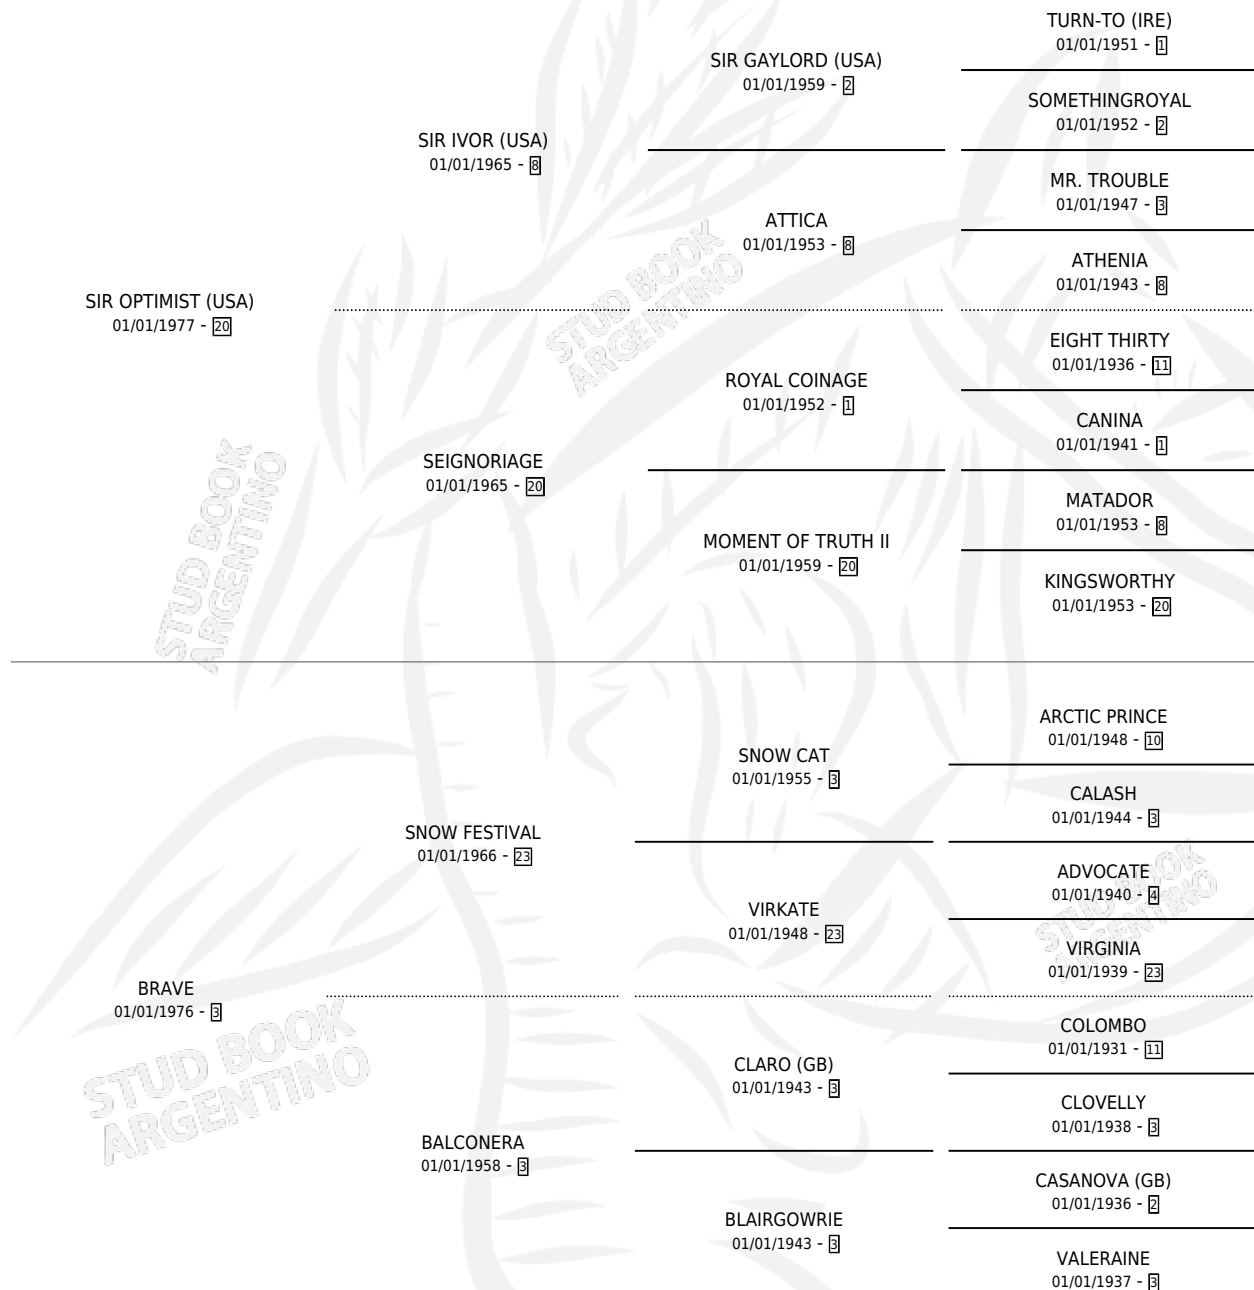 TURN-TO (IRE)
01/01/1951 - 1
SIR GAYLORD (USA)
01/01/1959 - 2
SOMETHINGROYAL
01/01/1952 - 2
SIR IVOR (USA)
01/01/1965 - 8
MR. TROUBLE
01/01/1947 - 3
ATTICA
01/01/1953 - 8
ATHENIA
01/01/1943 - 8
SIR OPTIMIST (USA)
01/01/1977 - 20
EIGHT THIRTY
01/01/1936 - 11
ROYAL COINAGE
01/01/1952 - 1
CANINA
01/01/1941 - 1
SEIGNORIAGE
01/01/1965 - 20
MATADOR
01/01/1953 - 8
MOMENT OF TRUTH II
01/01/1959 - 20
KINGSWORTHY
01/01/1953 - 20
ARCTIC PRINCE
01/01/1948 - 10
SNOW CAT
01/01/1955 - 3
CALASH
01/01/1944 - 3
SNOW FESTIVAL
01/01/1966 - 23
ADVOCATE
01/01/1940 - 4
VIRKATE
01/01/1948 - 23
VIRGINIA
01/01/1939 - 23
BRAVE
01/01/1976 - 3
COLOMBO
01/01/1931 - 11
CLARO (GB)
01/01/1943 - 3
CLOVELLY
01/01/1938 - 3
BALCONERA
01/01/1958 - 3
CASANOVA (GB)
01/01/1936 - 2
BLAIRGOWRIE
01/01/1943 - 3
VALERAINE
01/01/1937 - 3
STUD BOOK
ARGENTINO
STUD BOOK
ARGENTINO
STUD BOOK
ARGENTINO
STUD BOOK
ARGENTINO